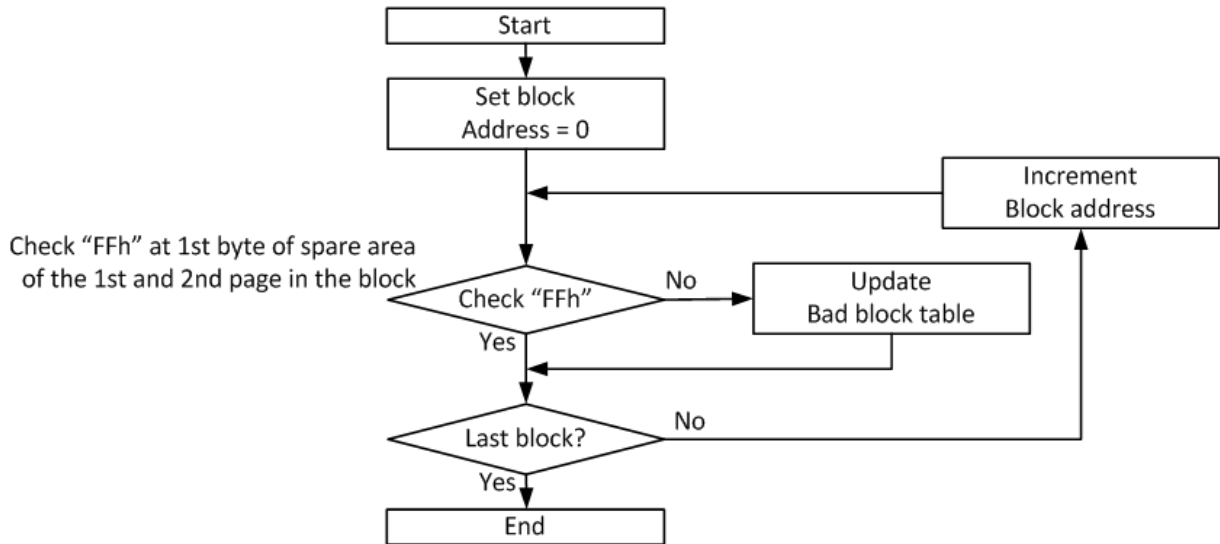 Start
Set block
Address = 0
Increment
Block address
Check “FFh” at 1st byte of spare area
of the 1st and 2nd page in the block
Check “FFh”
No
Update
Bad block table
Yes
Last block?
No
Yes
End